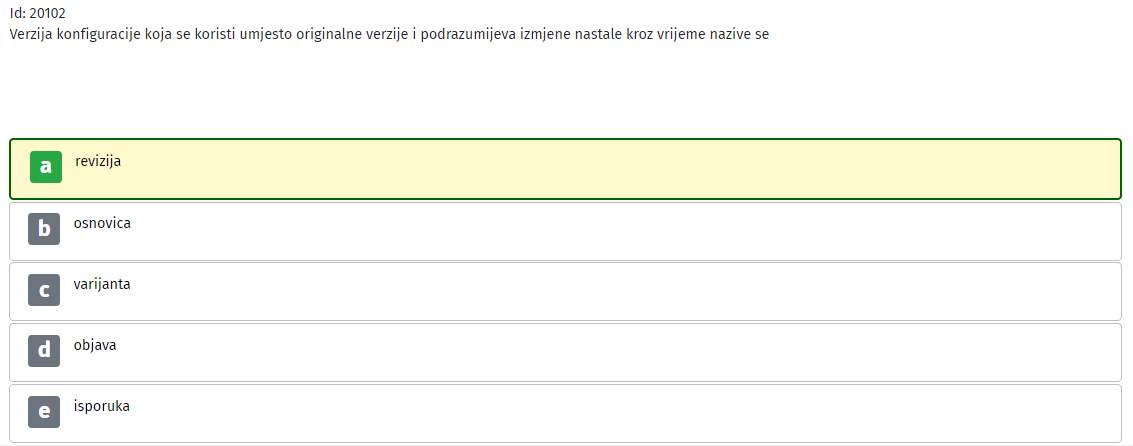 Id: 20102
Verzija konfiguracije koja se koristi umjesto originalne verzije i podrazumijeva izmjene nastale kroz vrijeme nazive se
a revizija
b osnovica
c varijanta
d objava
e isporuka